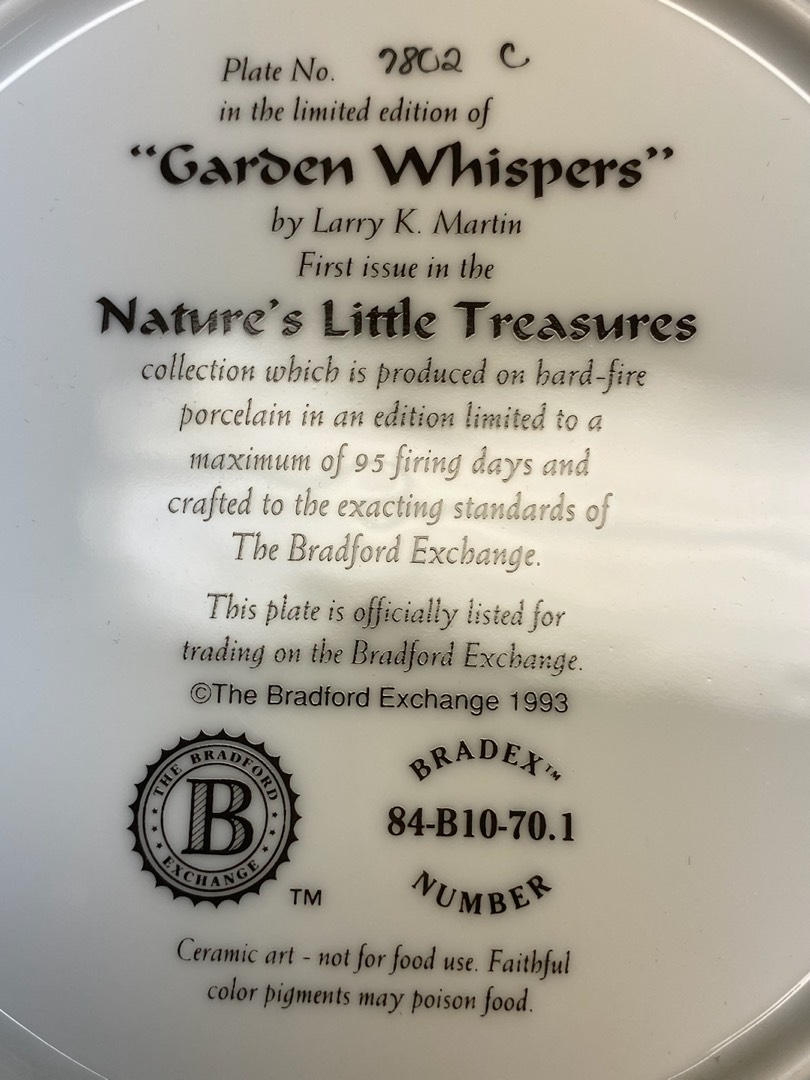 Plate No. 7802 C
in the limited edition of
“Garden Whispers”
by Larry K. Martin
First issue in the
Nature’s Little Treasures
collection which is produced on hard-fire
porcelain in an edition limited to a
maximum of 95 firing days and
crafted to the exacting standards of
The Bradford Exchange.
This plate is officially listed for
trading on the Bradford Exchange.
©The Bradford Exchange 1993
THE BRADFORD
B
EXCHANGE
TM
BRADEX™
84-B10-70.1
NUMBER
Ceramic art - not for food use. Faithful
color pigments may poison food.